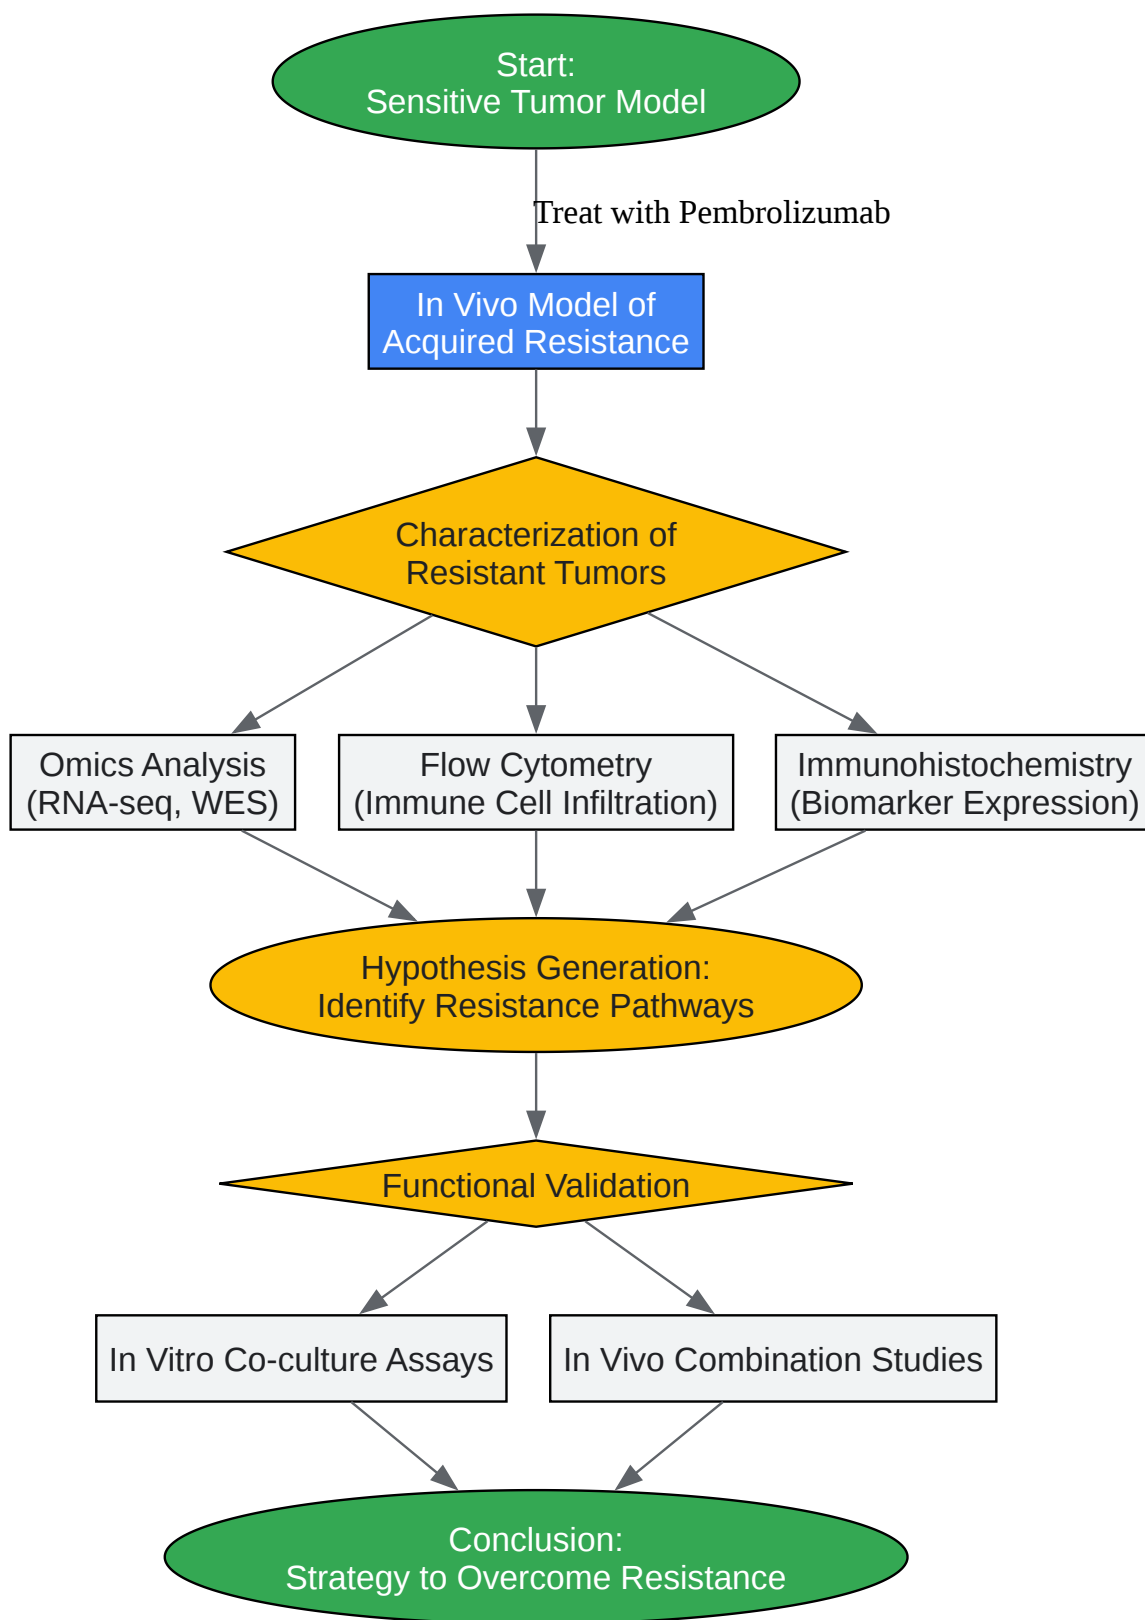 Start:
Sensitive Tumor Model
Treat with Pembrolizumab
In Vivo Model of
Acquired Resistance
Characterization of
Resistant Tumors
Omics Analysis
(RNA-seq, WES)
Flow Cytometry
(Immune Cell Infiltration)
Immunohistochemistry
(Biomarker Expression)
Hypothesis Generation:
Identify Resistance Pathways
Functional Validation
In Vitro Co-culture Assays
In Vivo Combination Studies
Conclusion:
Strategy to Overcome Resistance